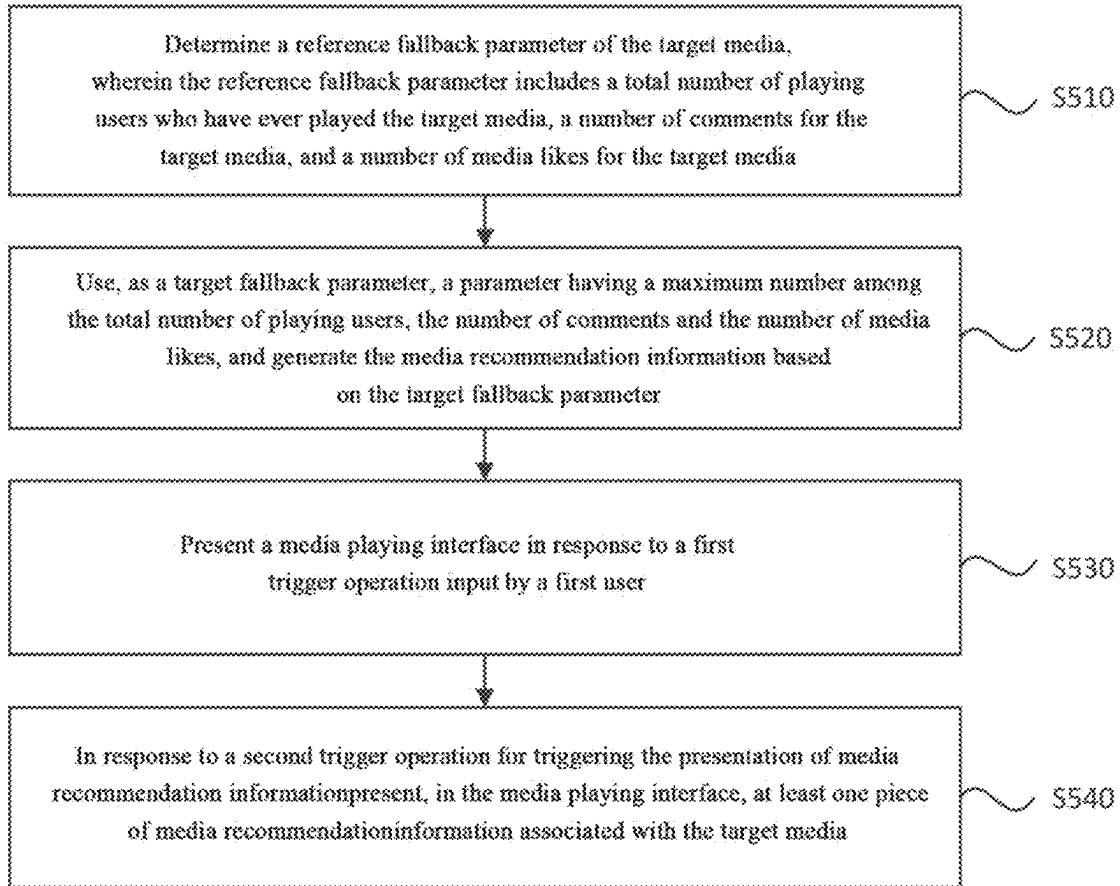 Determine a reference fallback parameter of the target media,
wherein the reference fallback parameter includes a total number of playing
users who have ever played the target media, a number of comments for the
target media, and a number of media likes for the target media
S510
Use, as a target fallback parameter, a parameter having a maximum number among
the total number of playing users, the number of comments and the number of media
likes, and generate the media recommendation information based
on the target fallback parameter
S520
Present a media playing interface in response to a first
trigger operation input by a first user
S530
In response to a second trigger operation for triggering the presentation of media
recommendation informationpresent, in the media playing interface, at least one piece
of media recommendationinformation associated with the target media
S540